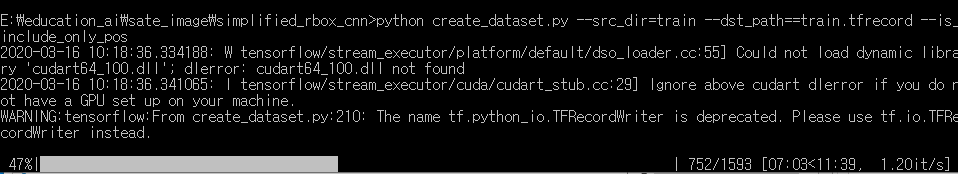 E:₩education_ai₩sate_image₩simplified_rbox_cnn>python create_dataset.py --src_dir=train --dst_path==train.tfrecord --is_
include_only_pos
2020-03-16 10:18:36.334188: W tensorflow/stream_executor/platform/default/dso_loader.cc:55] Could not load dynamic libra
ry 'cudart64_100.dll'; dlerror: cudart64_100.dll not found
2020-03-16 10:18:36.341065: I tensorflow/stream_executor/cuda/cudart_stub.cc:29] Ignore above cudart dlerror if you do n
ot have a GPU set up on your machine.
WARNING:tensorflow:From create_dataset.py:210: The name tf.python_io.TFRecordWriter is deprecated. Please use tf.io.TFRe
cordWriter instead.
47%| | 752/1593 [07:03<11:39, 1.20it/s]